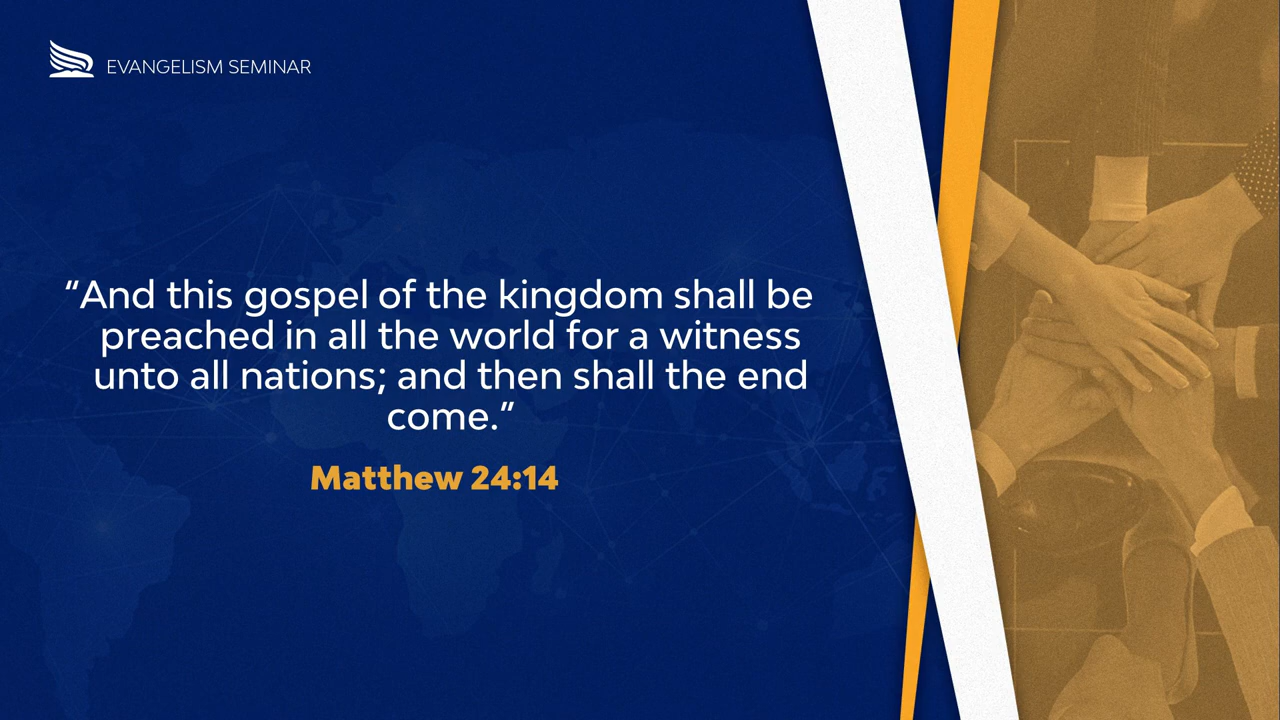 EVANGELISM SEMINAR
“And this gospel of the kingdom shall be
preached in all the world for a witness
unto all nations; and then shall the end
come.”
Matthew 24:14